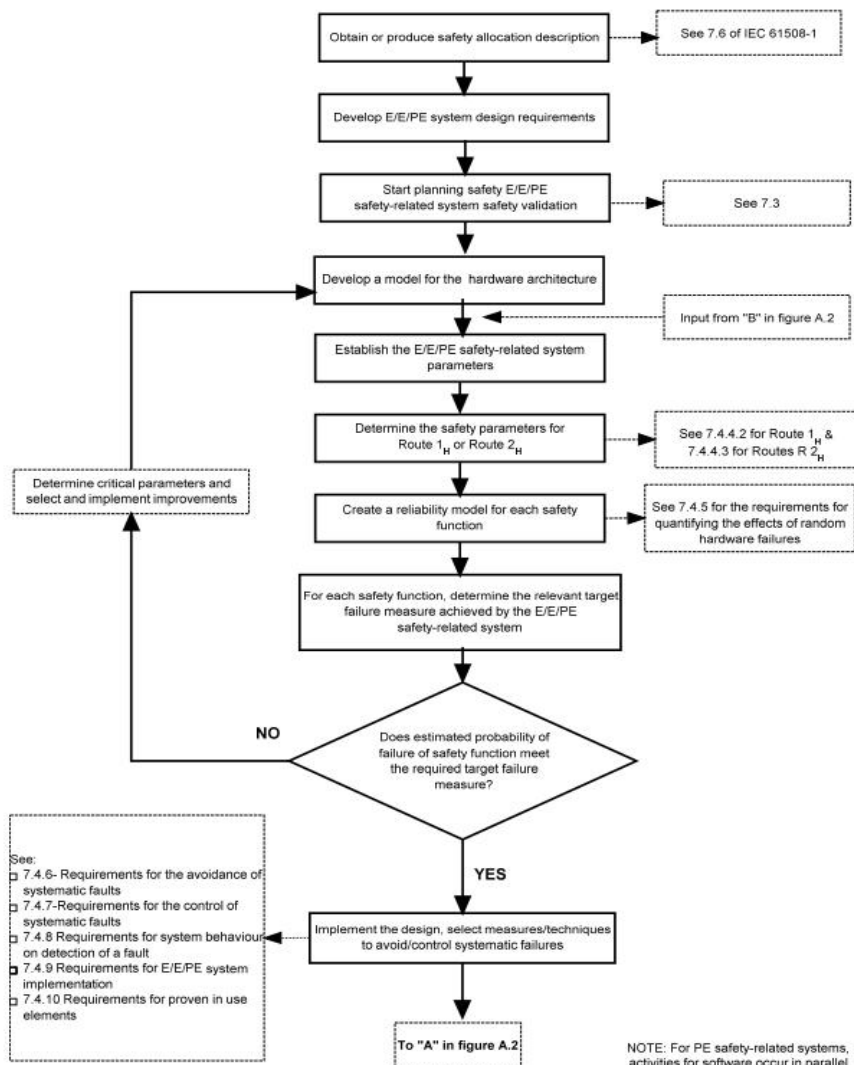 Obtain or produce safety allocation description
See 7.6 of IEC 61508-1
Develop E/E/PE system design requirements
Start planning safety E/E/PE
safety-related system safety validation
See 7.3
Develop a model for the hardware architecture
Input from "B" in figure A.2
Establish the E/E/PE safety-related system
parameters
Determine the safety parameters for
Route 1H or Route 2H
See 7.4.4.2 for Route 1H &
7.4.4.3 for Routes R 2H
Determine critical parameters and
select and implement improvements
Create a reliability model for each safety
function
See 7.4.5 for the requirements for
quantifying the effects of random
hardware failures
For each safety function, determine the relevant target
failure measure achieved by the E/E/PE
safety-related system
NO
Does estimated probability of
failure of safety function meet
the required target failure
measure?
YES
See:
7.4.6- Requirements for the avoidance of
systematic faults
7.4.7-Requirements for the control of
systematic faults
7.4.8 Requirements for system behaviour
on detection of a fault
7.4.9 Requirements for E/E/PE system
implementation
7.4.10 Requirements for proven in use
elements
Implement the design, select measures/techniques
to avoid/control systematic failures
To "A" in figure A.2
NOTE: For PE safety-related systems,
activities for software occur in parallel